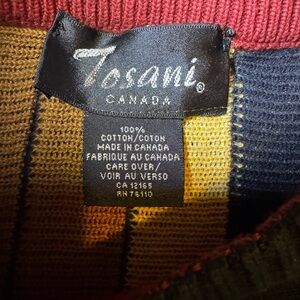 Tosani®
CANADA
100%
COTTON/COTON
MADE IN CANADA
FABRIQUE AU CANADA
CARE OVER/
VOIR AU VERSO
CA 12165
RN 76110